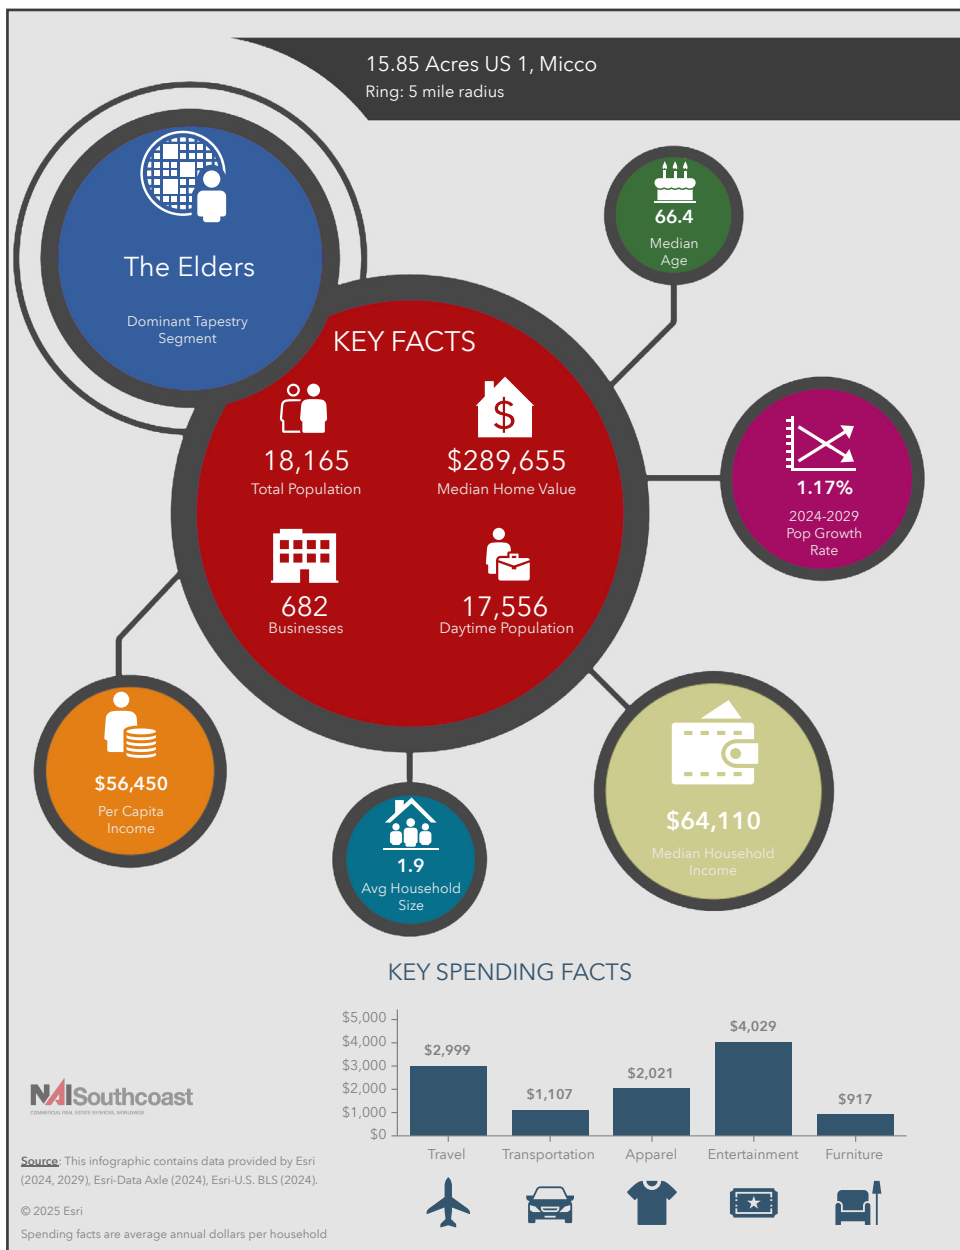 15.85 Acres US 1, Micco
Ring: 5 mile radius
The Elders
Dominant Tapestry
Segment
66.4
Median
Age
KEY FACTS
18,165
Total Population
$289,655
Median Home Value
682
Businesses
17,556
Daytime Population
1.17%
2024-2029
Pop Growth
Rate
$56,450
Per Capita
Income
1.9
Avg Household
Size
$64,110
Median Household
Income
KEY SPENDING FACTS
$5,000
$4,000
$3,000
$2,000
$1,000
$0
$2,999
$1,107
$2,021
$4,029
$917
Travel
Transportation
Apparel
Entertainment
Furniture
NAISouthcoast
COMMERCIAL REAL ESTATE SERVICES, WORLDWIDE
Source: This infographic contains data provided by Esri
(2024, 2029), Esri-Data Axle (2024), Esri-U.S. BLS (2024).
© 2025 Esri
Spending facts are average annual dollars per household